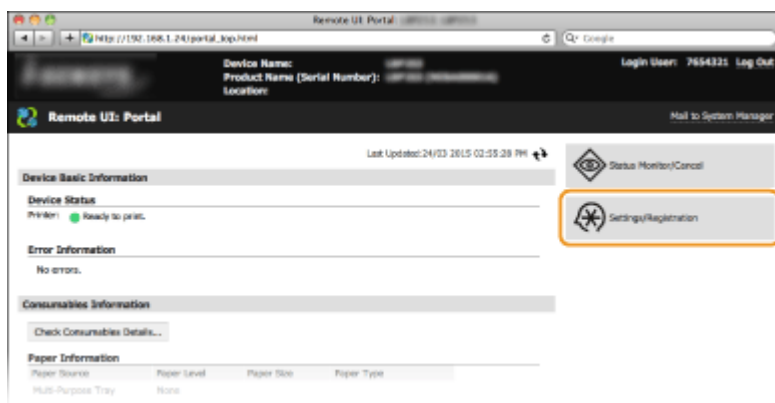 Remote UI: Portal
http://192.168.1.24/portal_top.html
Google
Device Name:
Login User: 7654321 Log Out
Product Name (Serial Number):
Location:
Remote UI: Portal
Mail to System Manager
Last Updated:24/03 2015 02:55:28 PM
Status Monitor/Cancel
Device Basic Information
Device Status
Printer: Ready to print.
Settings/Registration
Error Information
No errors.
Consumables Information
Check Consumables Details...
Paper Information
Paper Source Paper Level Paper Size Paper Type
Multi-Purpose Tray None